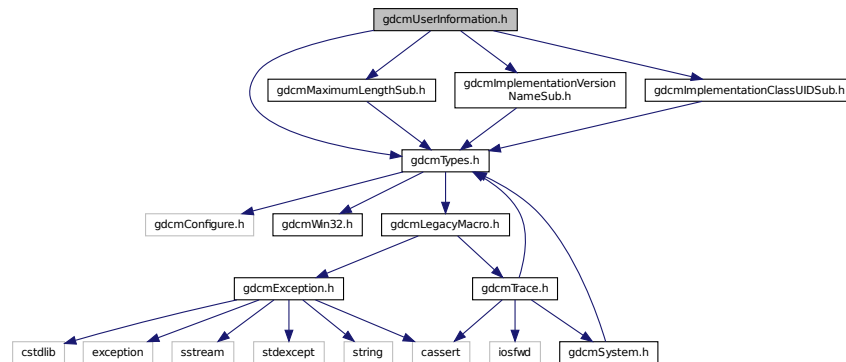 gdcmUserInformation.h
gdcmMaximumLengthSub.h
gdcmImplementationVersion
NameSub.h
gdcmImplementationClassUIDSub.h
gdcmTypes.h
gdcmConfigure.h
gdcmWin32.h
gdcmLegacyMacro.h
gdcmException.h
gdcmTrace.h
cstdlib
exception
sstream
stdexcept
string
cassert
iosfwd
gdcmSystem.h